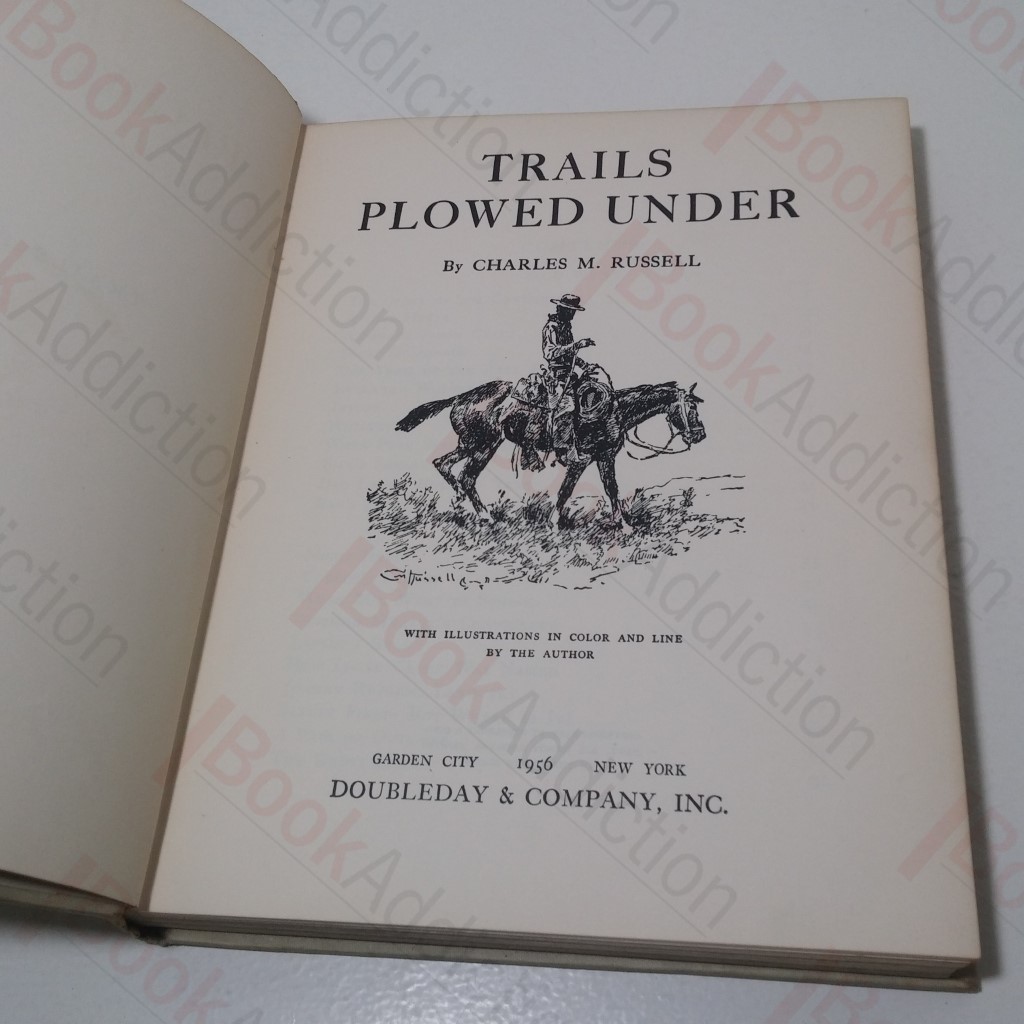 TRAILS
PLOWED UNDER
By CHARLES M. RUSSELL
WITH ILLUSTRATIONS IN COLOR AND LINE
BY THE AUTHOR
GARDEN CITY 1956 NEW YORK
DOUBLEDAY & COMPANY, INC.
BookAddiction